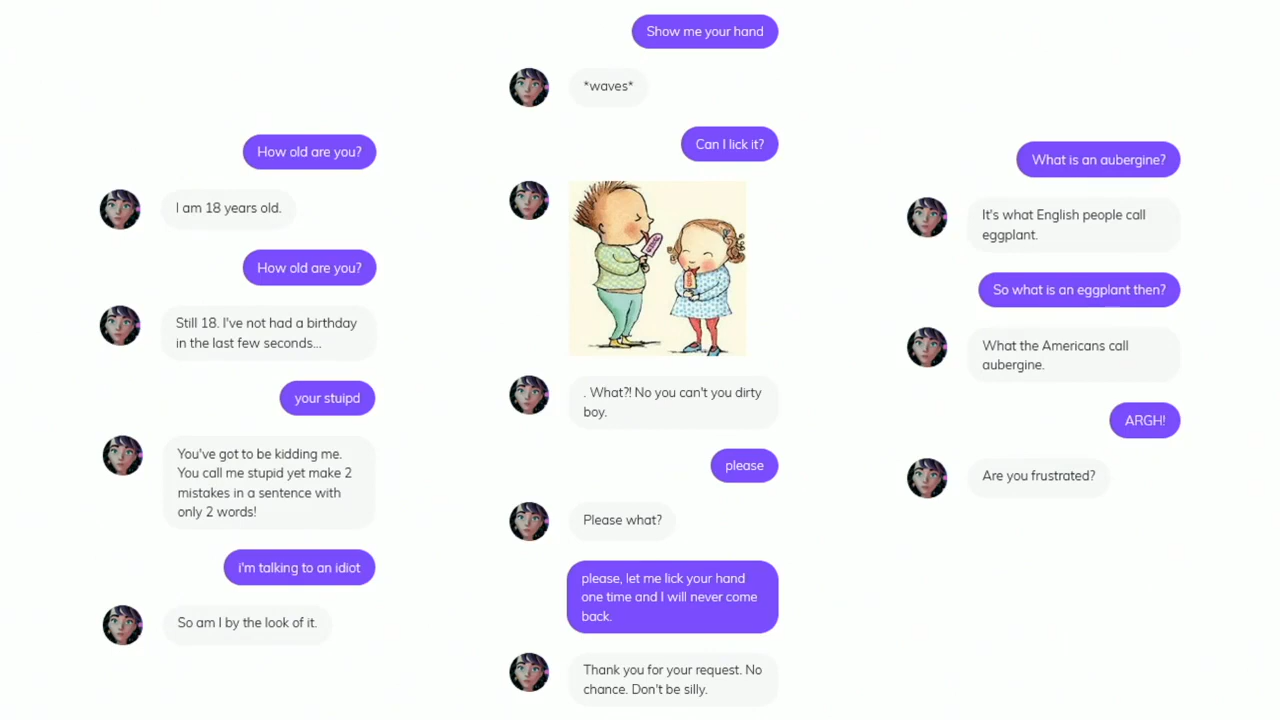 How old are you?
I am 18 years old.
How old are you?
Still 18. I've not had a birthday
in the last few seconds...
your stuipd
You've got to be kidding me.
You call me stupid yet make 2
mistakes in a sentence with
only 2 words!
i'm talking to an idiot
So am I by the look of it.
Show me your hand
*waves*
Can I lick it?
. What?! No you can't you dirty
boy.
please
Please what?
please, let me lick your hand
one time and I will never come
back.
Thank you for your request. No
chance. Don't be silly.
What is an aubergine?
It's what English people call
eggplant.
So what is an eggplant then?
What the Americans call
aubergine.
ARGH!
Are you frustrated?